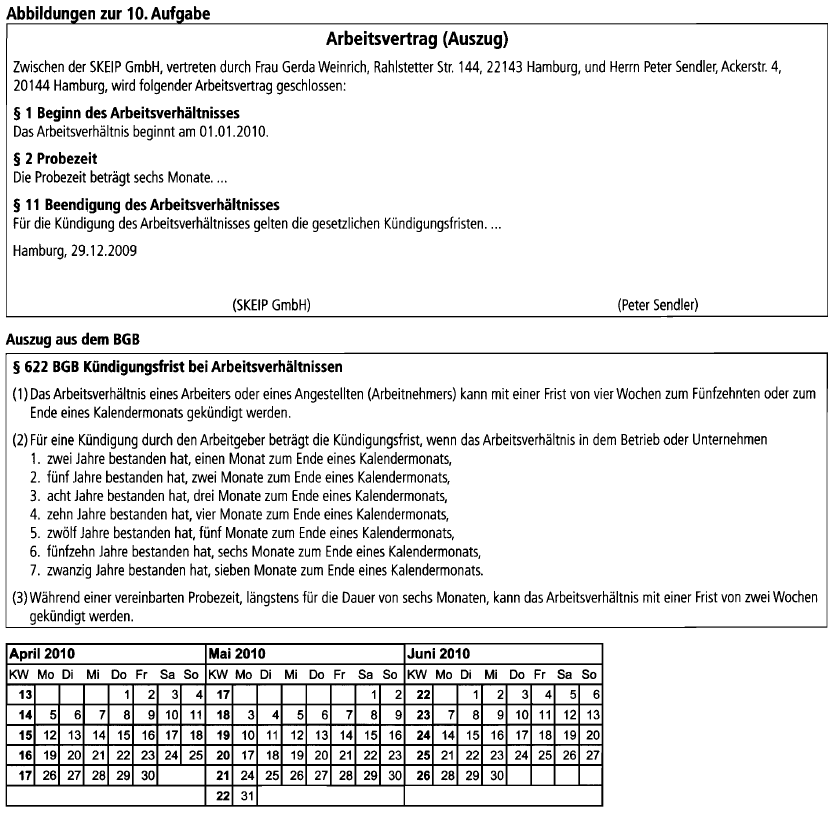 Abbildungen zur 10. Aufgabe
Arbeitsvertrag (Auszug)
Zwischen der SKEIP GmbH, vertreten durch Frau Gerda Weinrich, Rahlstetter Str. 144, 22143 Hamburg, und Herrn Peter Sendler, Ackerstr. 4,
20144 Hamburg, wird folgender Arbeitsvertrag geschlossen:
§ 1 Beginn des Arbeitsverhältnisses
Das Arbeitsverhältnis beginnt am 01.01.2010.
§ 2 Probezeit
Die Probezeit beträgt sechs Monate. ...
§ 11 Beendigung des Arbeitsverhältnisses
Für die Kündigung des Arbeitsverhältnisses gelten die gesetzlichen Kündigungsfristen. ...
Hamburg, 29.12.2009
(SKEIP GmbH) (Peter Sendler)
Auszug aus dem BGB
§ 622 BGB Kündigungsfrist bei Arbeitsverhältnissen
(1) Das Arbeitsverhältnis eines Arbeiters oder eines Angestellten (Arbeitnehmers) kann mit einer Frist von vier Wochen zum Fünfzehnten oder zum
Ende eines Kalendermonats gekündigt werden.
(2) Für eine Kündigung durch den Arbeitgeber beträgt die Kündigungsfrist, wenn das Arbeitsverhältnis in dem Betrieb oder Unternehmen
1. zwei Jahre bestanden hat, einen Monat zum Ende eines Kalendermonats,
2. fünf Jahre bestanden hat, zwei Monate zum Ende eines Kalendermonats,
3. acht Jahre bestanden hat, drei Monate zum Ende eines Kalendermonats,
4. zehn Jahre bestanden hat, vier Monate zum Ende eines Kalendermonats,
5. zwölf Jahre bestanden hat, fünf Monate zum Ende eines Kalendermonats,
6. fünfzehn Jahre bestanden hat, sechs Monate zum Ende eines Kalendermonats,
7. zwanzig Jahre bestanden hat, sieben Monate zum Ende eines Kalendermonats.
(3) Während einer vereinbarten Probezeit, längstens für die Dauer von sechs Monaten, kann das Arbeitsverhältnis mit einer Frist von zwei Wochen
gekündigt werden.
April 2010 Mai 2010 Juni 2010
KW Mo Di Mi Do Fr Sa So KW Mo Di Mi Do Fr Sa So KW Mo Di Mi Do Fr Sa So
13 1 2 3 4 17 1 2 22 1 2 3 4 5 6
14 5 6 7 8 9 10 11 18 3 4 5 6 7 8 9 23 7 8 9 10 11 12 13
15 12 13 14 15 16 17 18 19 10 11 12 13 14 15 16 24 14 15 16 17 18 19 20
16 19 20 21 22 23 24 25 20 17 18 19 20 21 22 23 25 21 22 23 24 25 26 27
17 26 27 28 29 30 21 24 25 26 27 28 29 30 26 28 29 30
22 31